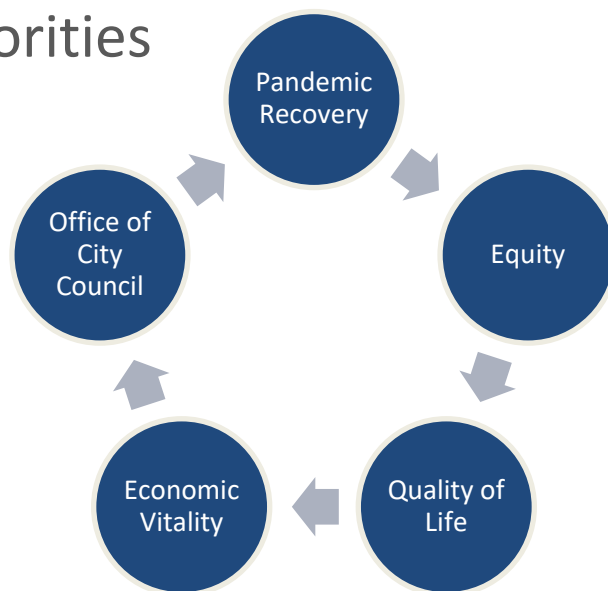 orities
Pandemic
Recovery
Equity
Quality of
Life
Economic
Vitality
Office of
City
Council